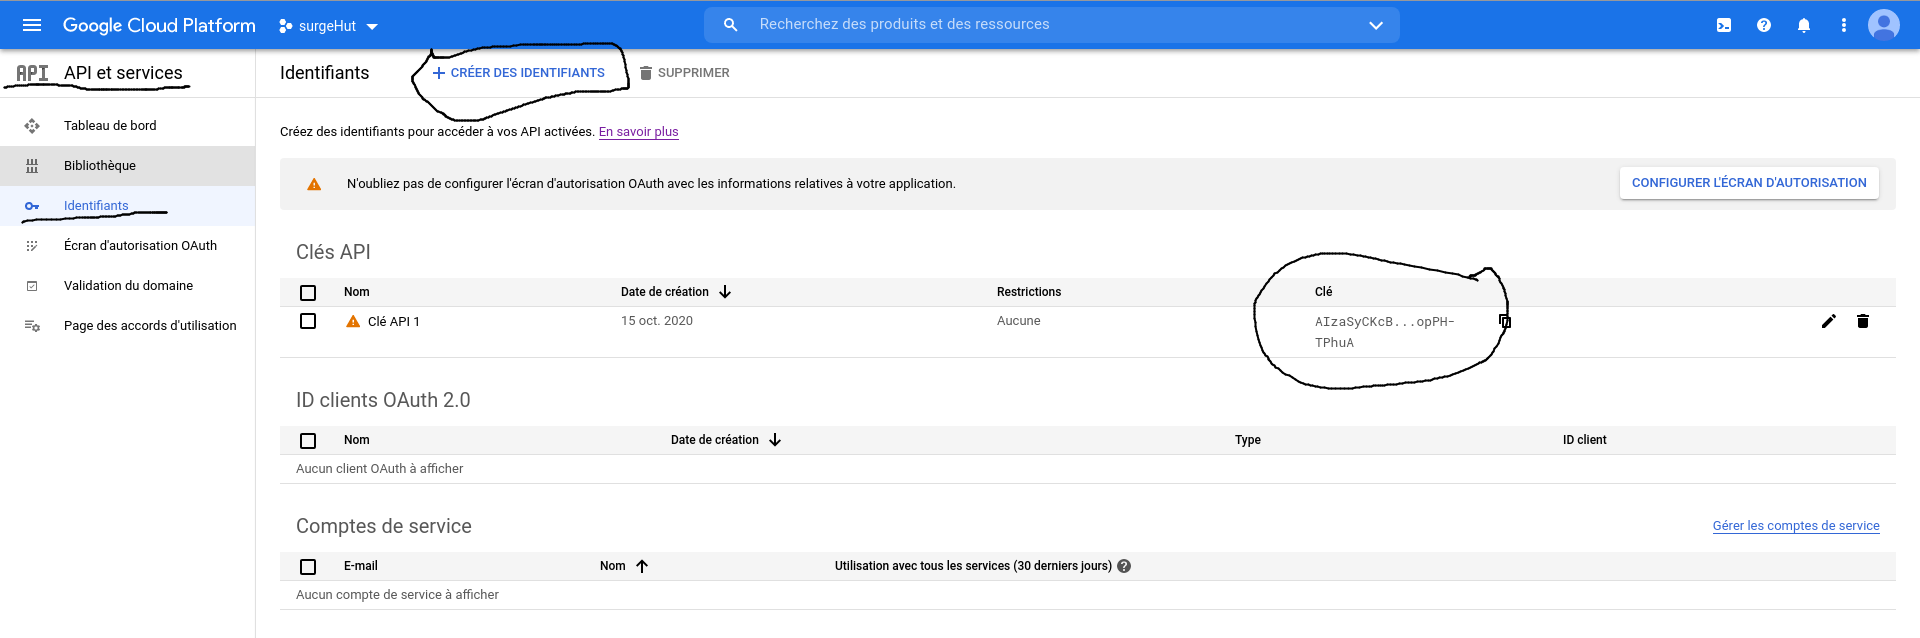 Google Cloud Platform
surgeHut
Recherchez des produits et des ressources
API
API et services
Identifiants
CRÉER DES IDENTIFIANTS
SUPPRIMER
Tableau de bord
Bibliothèque
Identifiants
Écran d'autorisation OAuth
Validation du domaine
Page des accords d'utilisation
Créez des identifiants pour accéder à vos API activées. En savoir plus
N'oubliez pas de configurer l'écran d'autorisation OAuth avec les informations relatives à votre application.
CONFIGURER L'ÉCRAN D'AUTORISATION
Clés API
Nom Date de création Restrictions Clé
Clé API 1 15 oct. 2020 Aucune AIzaSyCKcB...opPH-
TPhuA
ID clients OAuth 2.0
Nom Date de création Type ID client
Aucun client OAuth à afficher
Comptes de service
Gérer les comptes de service
E-mail Nom Utilisation avec tous les services (30 derniers jours) ?
Aucun compte de service à afficher